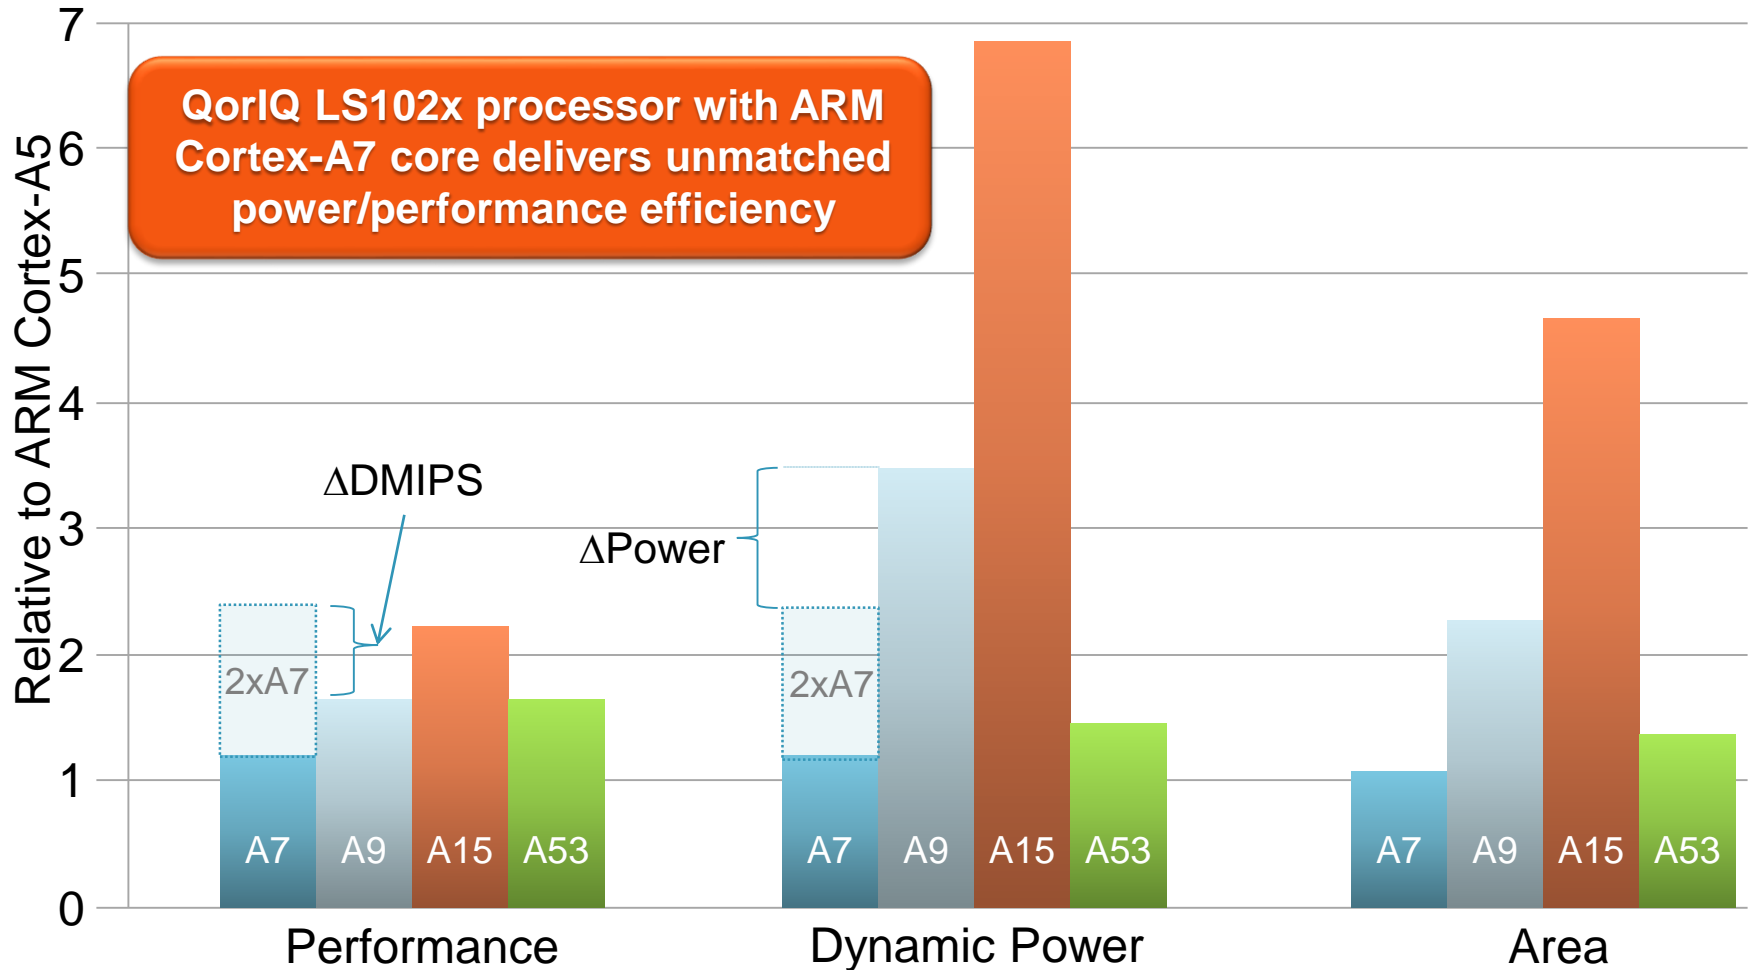 QorIQ LS102x processor with ARM
Cortex-A7 core delivers unmatched
power/performance efficiency
Relative to ARM Cortex-A5
7
6
5
4
3
2
1
0
ΔDMIPS
ΔPower
2xA7
2xA7
A7 A9 A15 A53
A7 A9 A15 A53
A7 A9 A15 A53
Performance
Dynamic Power
Area